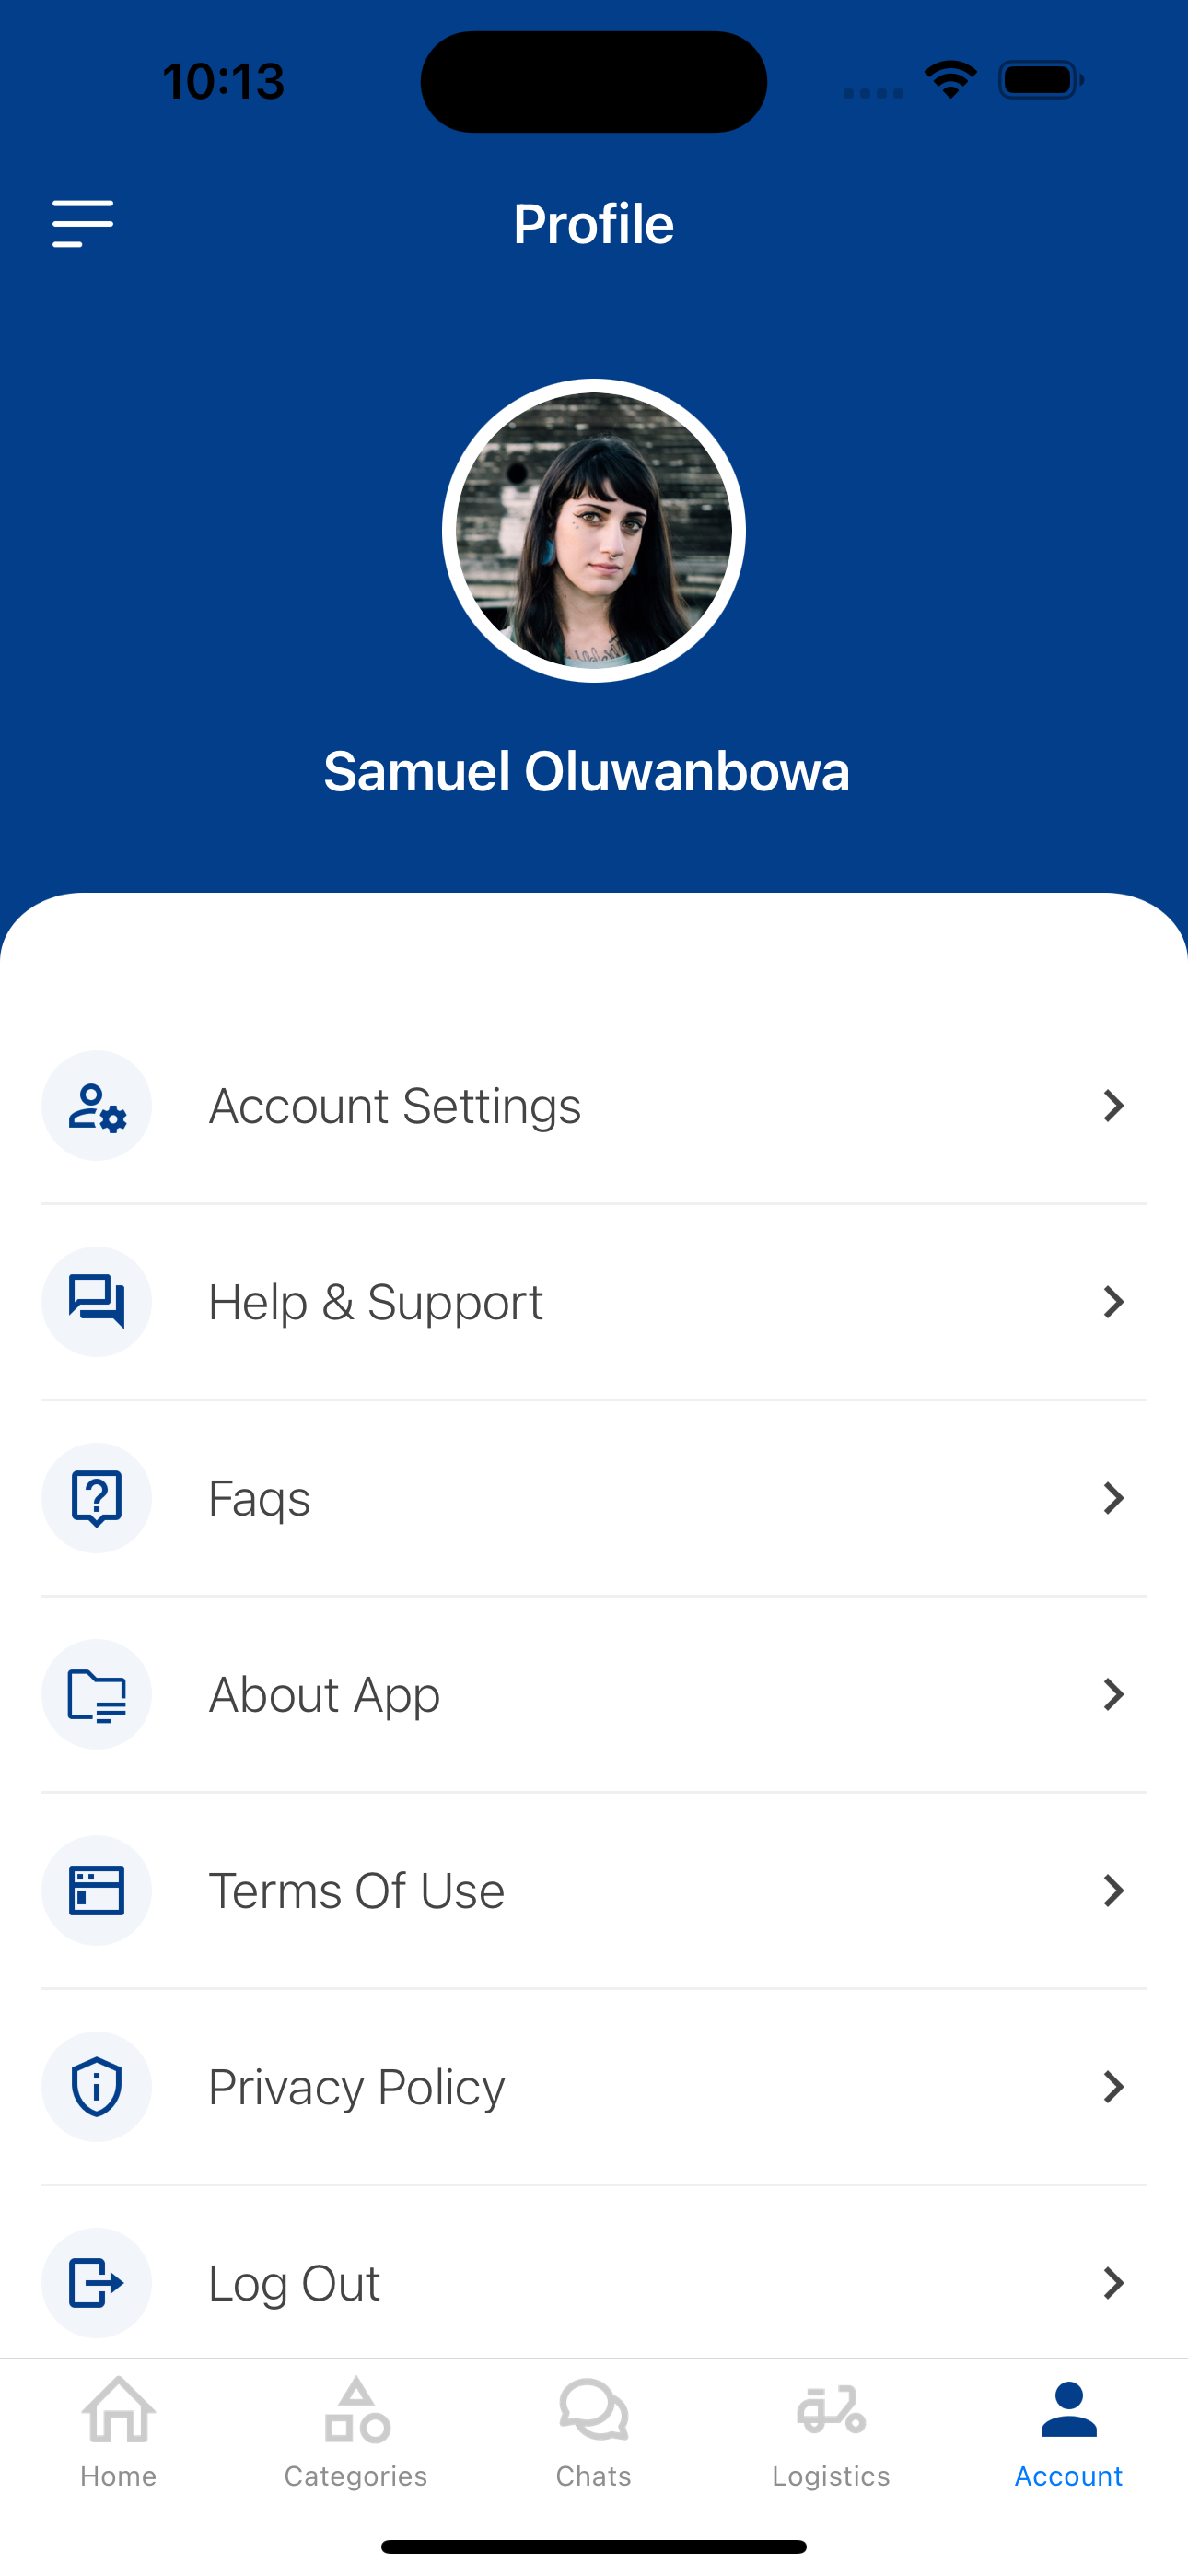 10:13
Profile
Samuel Oluwanbowa
Account Settings
Help & Support
Faqs
About App
Terms Of Use
Privacy Policy
Log Out
Home
Categories
Chats
Logistics
Account